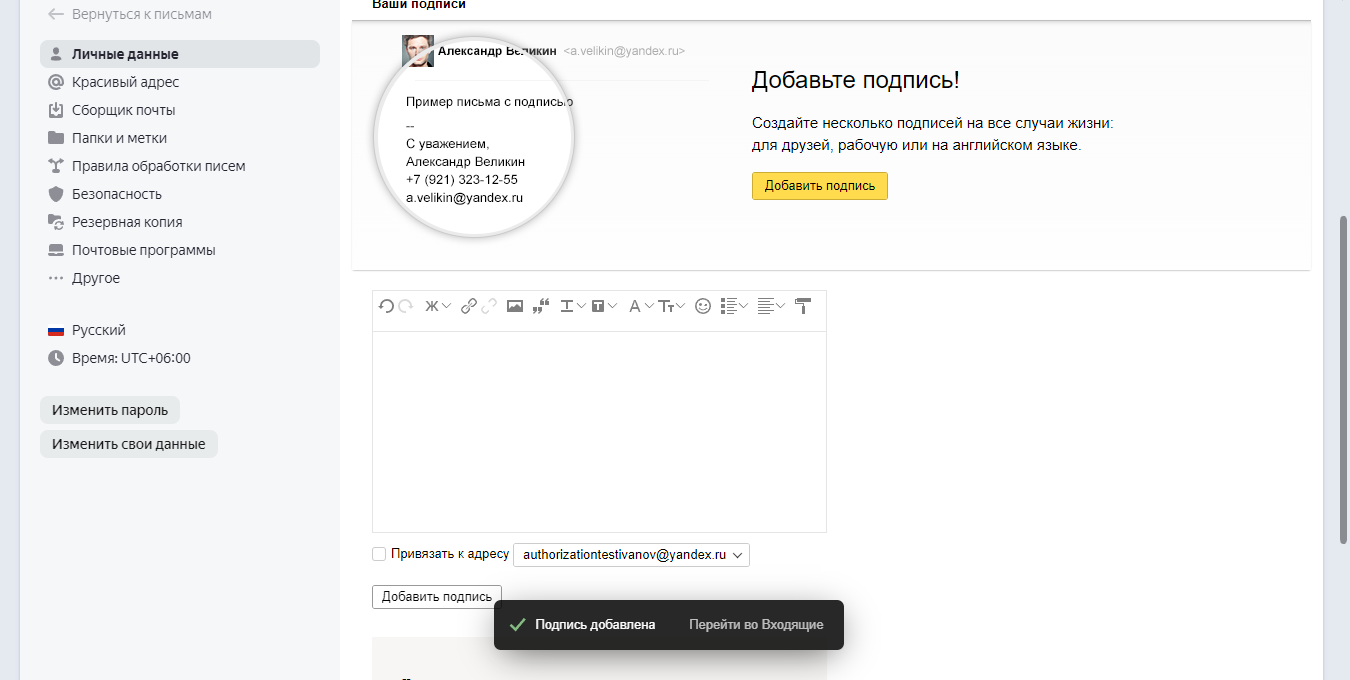 Вернуться к письмам
Личные данные
Красивый адрес
Сборщик почты
Папки и метки
Правила обработки писем
Безопасность
Резервная копия
Почтовые программы
Другое
Русский
Время: UTC+06:00
Изменить пароль
Изменить свои данные
Ваши подписи
Александр Великин <a.velikin@yandex.ru>
Пример письма с подписью
--
С уважением,
Александр Великин
+7 (921) 323-12-55
a.velikin@yandex.ru
Добавьте подпись!
Создайте несколько подписей на все случаи жизни:
для друзей, рабочую или на английском языке.
Добавить подпись
Привязать к адресу authorizationtestivanov@yandex.ru
Добавить подпись
Подпись добавлена Перейти во Входящие